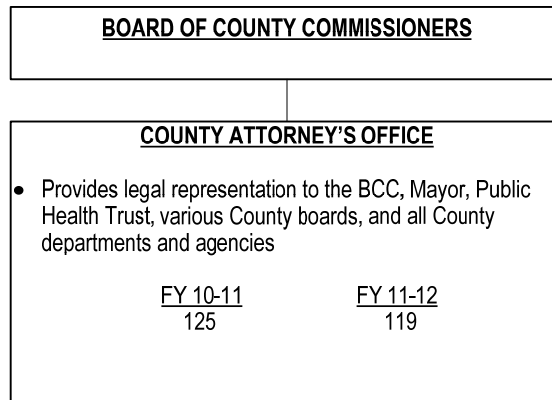 BOARD OF COUNTY COMMISSIONERS
COUNTY ATTORNEY'S OFFICE
• Provides legal representation to the BCC, Mayor, Public
Health Trust, various County boards, and all County
departments and agencies
FY 10-11 FY 11-12
125 119